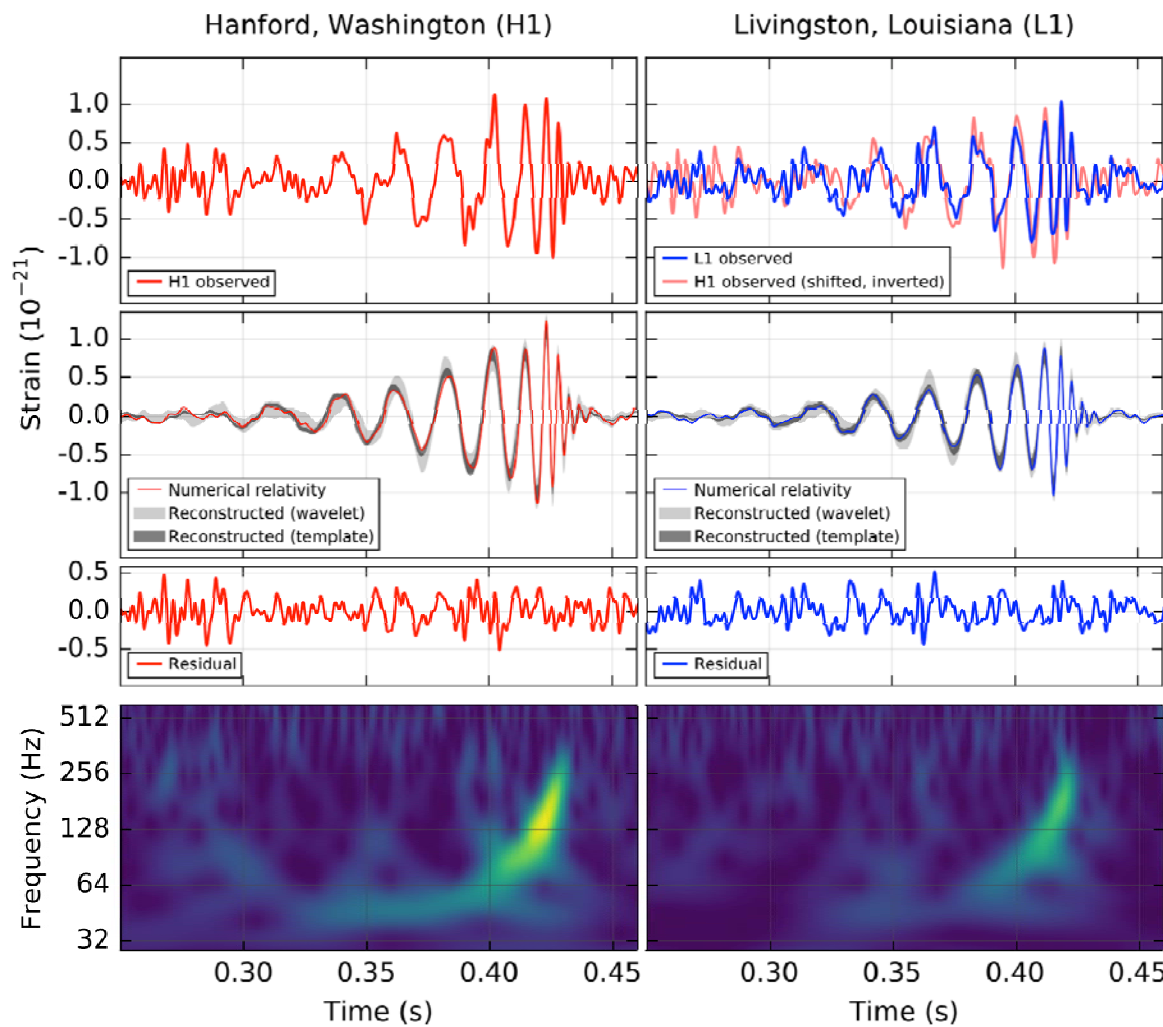 Hanford, Washington (H1)
Livingston, Louisiana (L1)
Strain (10⁻²¹)
1.0
0.5
0.0
-0.5
-1.0
H1 observed
L1 observed
H1 observed (shifted, inverted)
1.0
0.5
0.0
-0.5
-1.0
Numerical relativity
Reconstructed (wavelet)
Reconstructed (template)
Numerical relativity
Reconstructed (wavelet)
Reconstructed (template)
0.5
0.0
-0.5
Residual
Residual
Frequency (Hz)
512
256
128
64
32
0.30 0.35 0.40 0.45
0.30 0.35 0.40 0.45
Time (s)
Time (s)